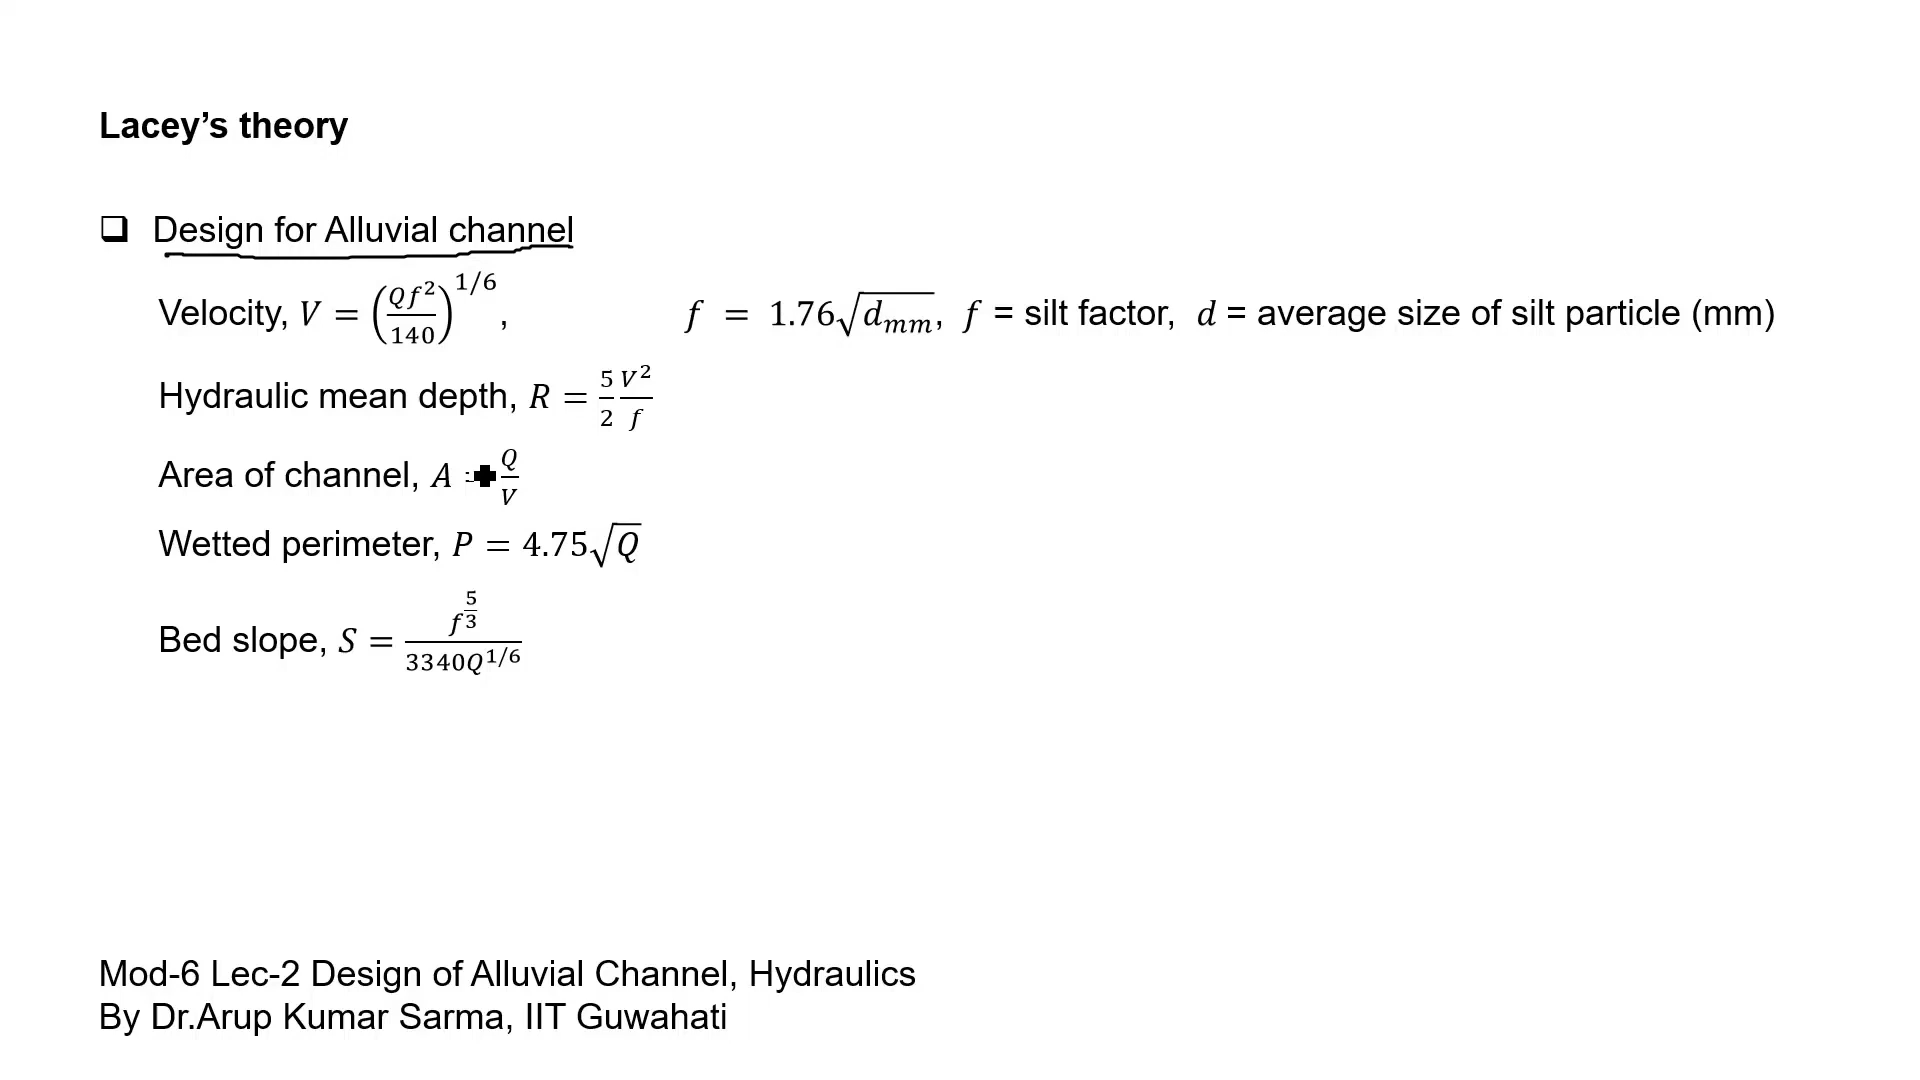 Lacey’s theory
❑ Design for Alluvial channel
Velocity, V = (Qf²/140)^1/6, f = 1.76√d_mm, f = silt factor, d = average size of silt particle (mm)
Hydraulic mean depth, R = 5/2 V²/f
Area of channel, A = Q/V
Wetted perimeter, P = 4.75√Q
Bed slope, S = f^5/3 / 3340Q^1/6
Mod-6 Lec-2 Design of Alluvial Channel, Hydraulics
By Dr.Arup Kumar Sarma, IIT Guwahati